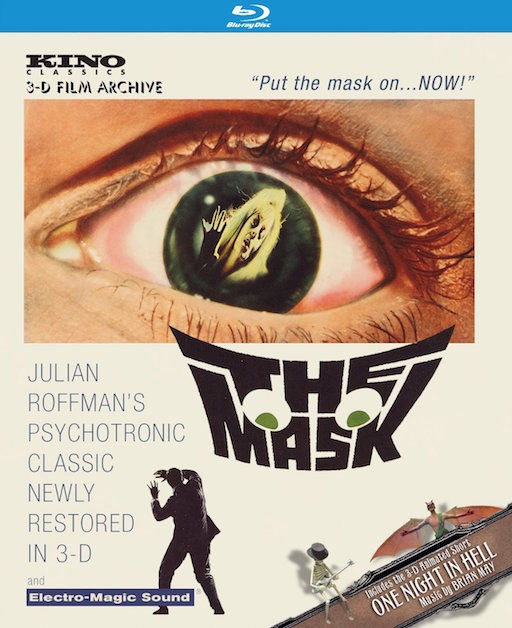 Blu-ray Disc
KINO
CLASSICS
3-D FILM ARCHIVE
“Put the mask on...NOW!”
THE
MASK
JULIAN
ROFFMAN'S
PSYCHOTRONIC
CLASSIC
NEWLY
RESTORED
IN 3-D
and
Electro-Magic Sound®
Includes the 3-D Animated Short
ONE NIGHT IN HELL
Music by BRIAN MAY